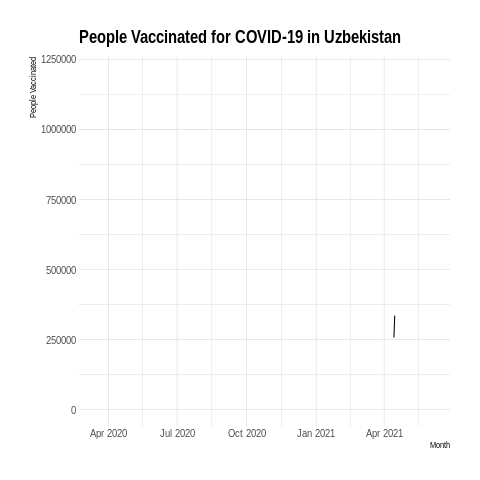 People Vaccinated for COVID-19 in Uzbekistan
People Vaccinated
1250000
1000000
750000
500000
250000
0
Apr 2020 Jul 2020 Oct 2020 Jan 2021 Apr 2021
Month